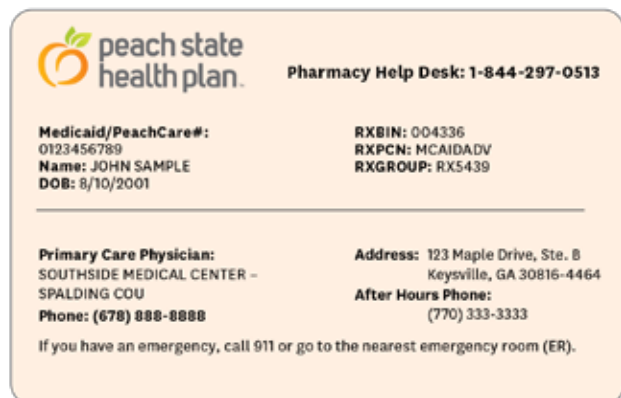 peach state
health plan.
Pharmacy Help Desk: 1-844-297-0513
Medicaid/PeachCare#:
0123456789
Name: JOHN SAMPLE
DOB: 8/10/2001
RXBIN: 004336
RXPCN: MCAIDADV
RXGROUP: RX5439
Primary Care Physician:
SOUTHSIDE MEDICAL CENTER –
SPALDING COU
Phone: (678) 888-8888
Address: 123 Maple Drive, Ste. B
Keysville, GA 30816-4464
After Hours Phone:
(770) 333-3333
If you have an emergency, call 911 or go to the nearest emergency room (ER).